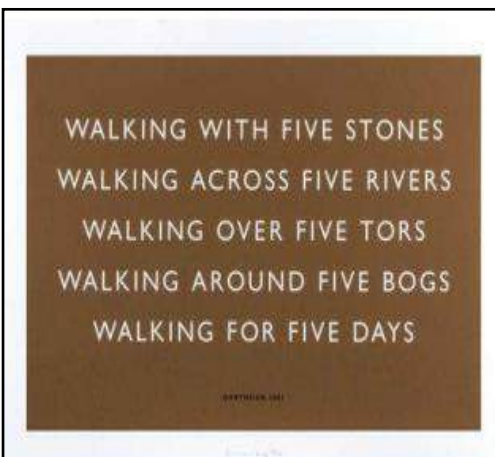 WALKING WITH FIVE STONES
WALKING ACROSS FIVE RIVERS
WALKING OVER FIVE TORS
WALKING AROUND FIVE BOGS
WALKING FOR FIVE DAYS